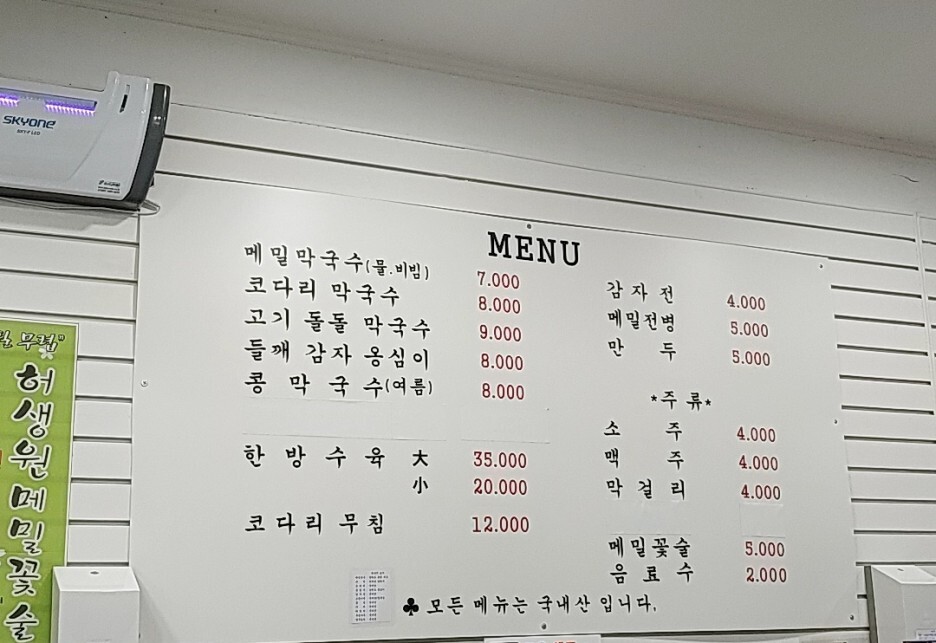 SKYONE
MENU
메밀막국수(물.비빔) 7.000
코다리 막국수 8.000
고기 돌돌 막국수 9.000
들깨 감자 옹심이 8.000
콩 막국수(여름) 8.000
한방수육 大 35.000
小 20.000
코다리무침 12.000
감자전 4.000
메밀전병 5.000
만두 5.000
*주류*
소주 4.000
맥주 4.000
막걸리 4.000
메밀꽃술 5.000
음료수 2.000
♣ 모든 메뉴는 국내산 입니다.
무렵"
허생원메밀꽃술